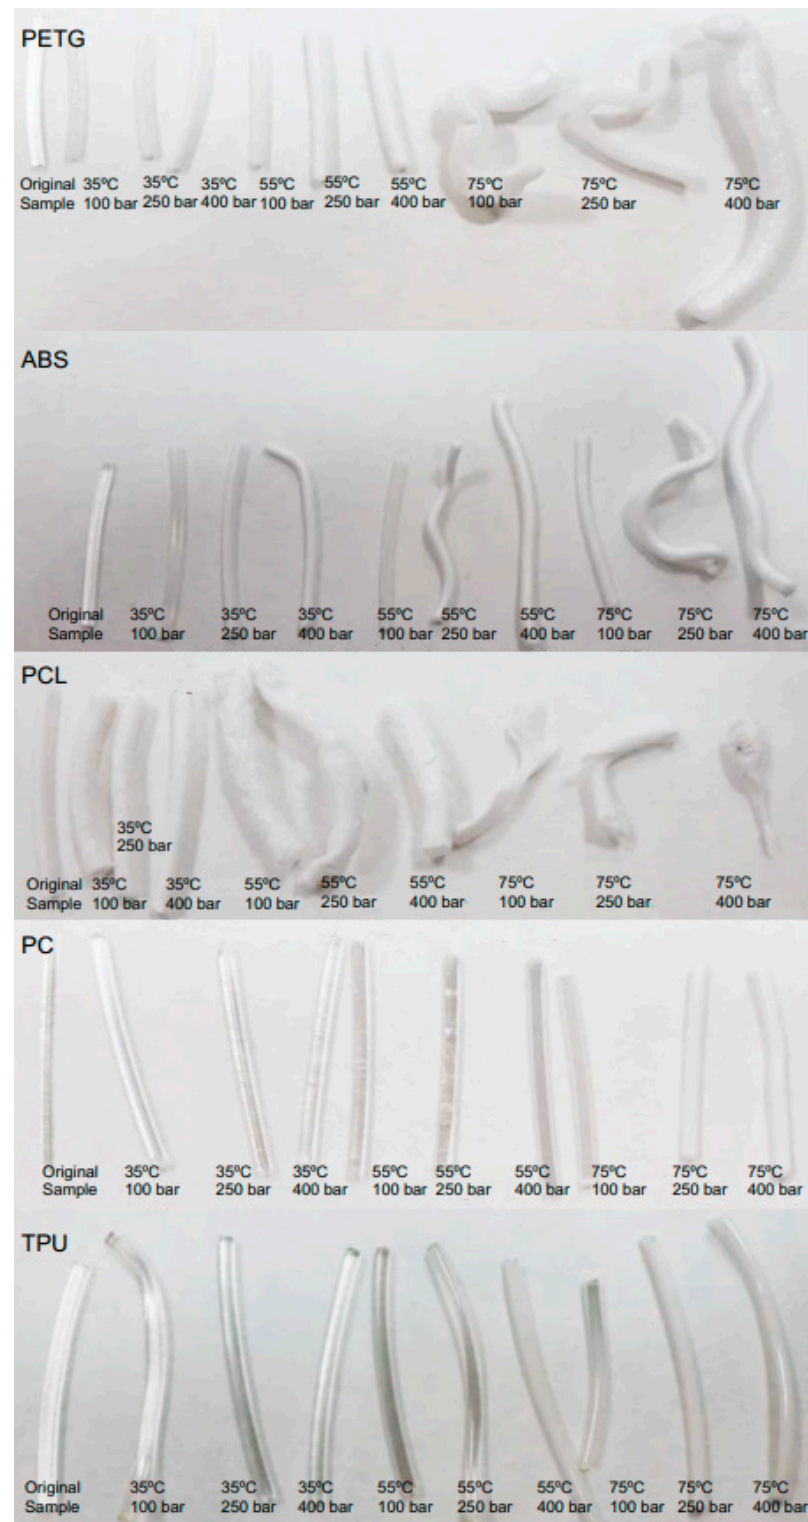 PETG
Original 35ºC 35ºC 35ºC 55ºC 55ºC 55ºC 75ºC 75ºC 75ºC
Sample 100 bar 250 bar 400 bar 100 bar 250 bar 400 bar 100 bar 250 bar 400 bar
ABS
Original 35ºC 35ºC 35ºC 55ºC 55ºC 55ºC 75ºC 75ºC 75ºC
Sample 100 bar 250 bar 400 bar 100 bar 250 bar 400 bar 100 bar 250 bar 400 bar
PCL
35ºC
250 bar
Original 35ºC 35ºC 55ºC 55ºC 55ºC 75ºC 75ºC 75ºC
Sample 100 bar 400 bar 100 bar 250 bar 400 bar 100 bar 250 bar 400 bar
PC
Original 35ºC 35ºC 35ºC 55ºC 55ºC 55ºC 75ºC 75ºC 75ºC
Sample 100 bar 250 bar 400 bar 100 bar 250 bar 400 bar 100 bar 250 bar 400 bar
TPU
Original 35ºC 35ºC 35ºC 55ºC 55ºC 55ºC 75ºC 75ºC 75ºC
Sample 100 bar 250 bar 400 bar 100 bar 250 bar 400 bar 100 bar 250 bar 400 bar